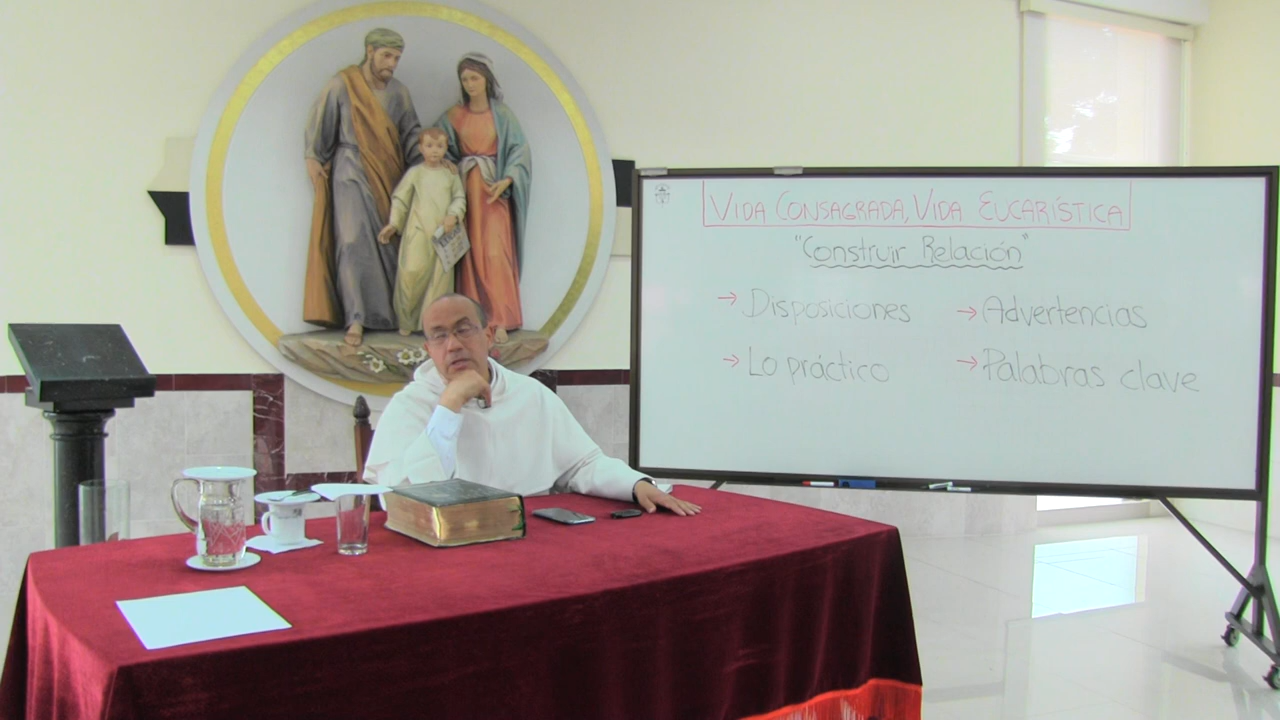 VIDA CONSAGRADA, VIDA EUCARÍSTICA
"Construir Relación"
→ Disposiciones → Advertencias
→ Lo práctico → Palabras clave